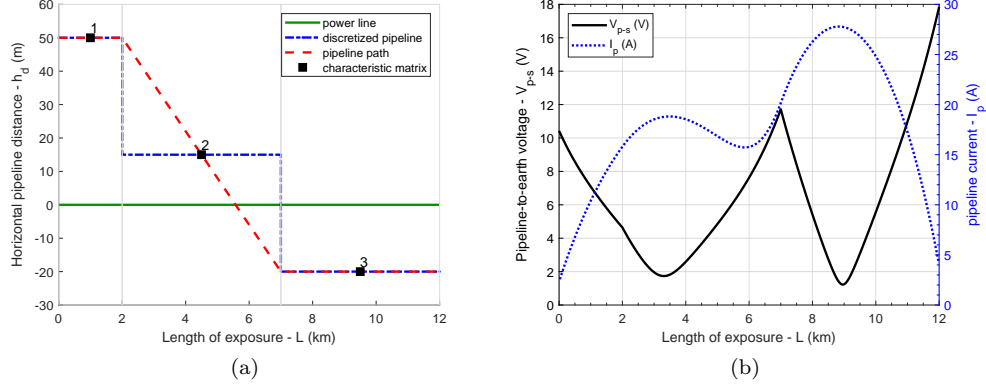 60
50
40
30
20
10
0
-10
-20
-30
0 2 4 6 8 10 12
Horizontal pipeline distance - h_d (m)
Length of exposure - L (km)
power line
discretized pipeline
pipeline path
characteristic matrix
1
2
3
(a)
18
16
14
12
10
8
6
4
2
0
0 2 4 6 8 10 12
Pipeline-to-earth voltage - V_p-s (V)
Length of exposure - L (km)
V_p-s (V)
I_p (A)
30
25
20
15
10
5
0
pipeline current - I_p (A)
(b)